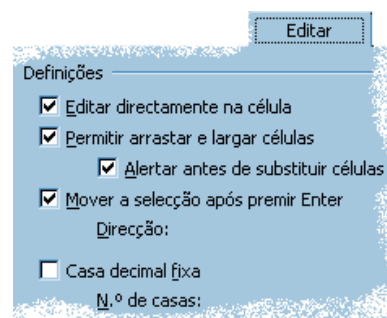 Editar
Definições
Editar directamente na célula
Permitir arrastar e largar células
Alertar antes de substituir células
Mover a selecção após premir Enter
Direcção:
Casa decimal fixa
N.º de casas: